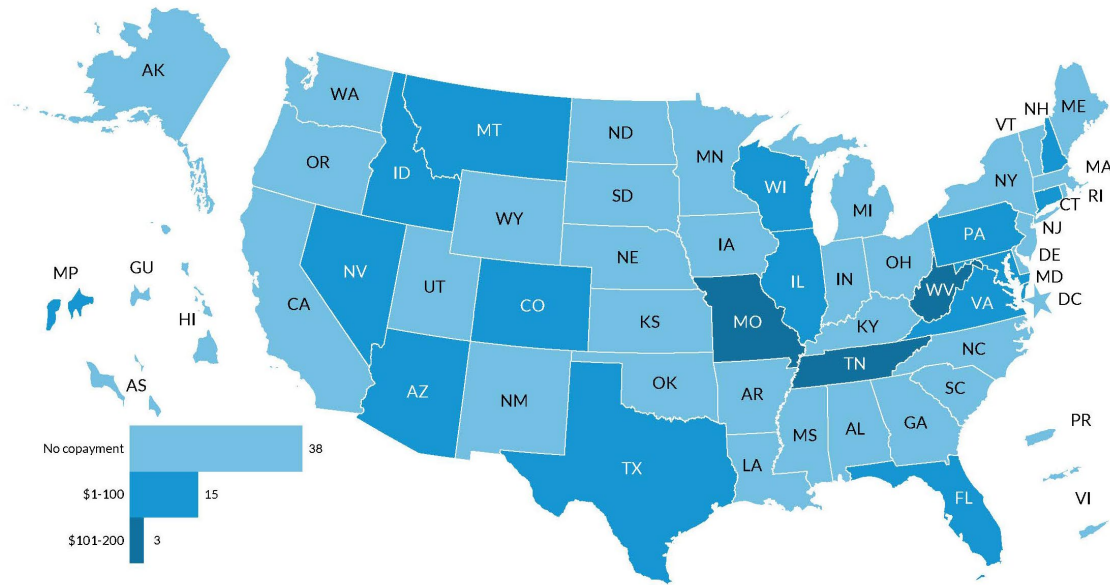 AK
WA
OR
CA
ID
NV
MT
WY
UT
AZ
CO
NM
ND
SD
NE
KS
OK
TX
MN
IA
MO
AR
LA
WI
IL
MI
IN
OH
KY
TN
MS
AL
GA
FL
SC
NC
VA
WV
PA
NY
VT
NH
ME
MA
RI
CT
NJ
DE
MD
DC
PR
VI
MP
GU
HI
AS
No copayment 38
$1-100 15
$101-200 3